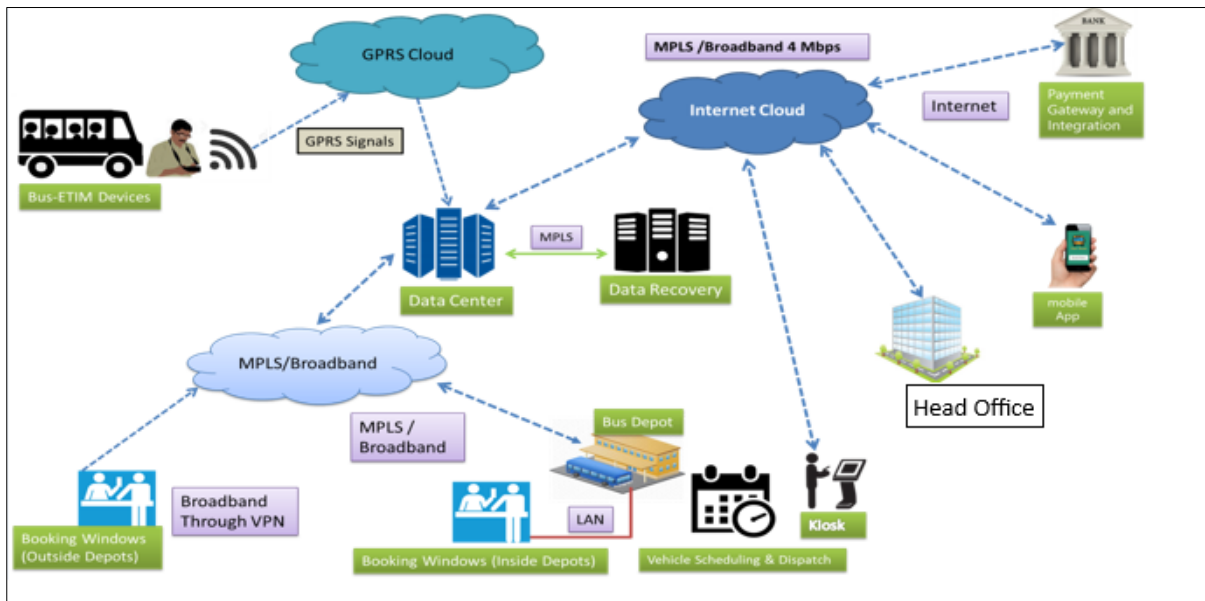 GPRS Cloud
MPLS /Broadband 4 Mbps
BANK
Internet Cloud
Internet
Payment
Gateway and
Integration
GPRS Signals
Bus-ETIM Devices
MPLS
Data Center
Data Recovery
mobile
App
MPLS/Broadband
Head Office
MPLS /
Broadband
Bus Depot
Broadband
Through VPN
LAN
Kiosk
Booking Windows
(Outside Depots)
Booking Windows (Inside Depots)
Vehicle Scheduling & Dispatch